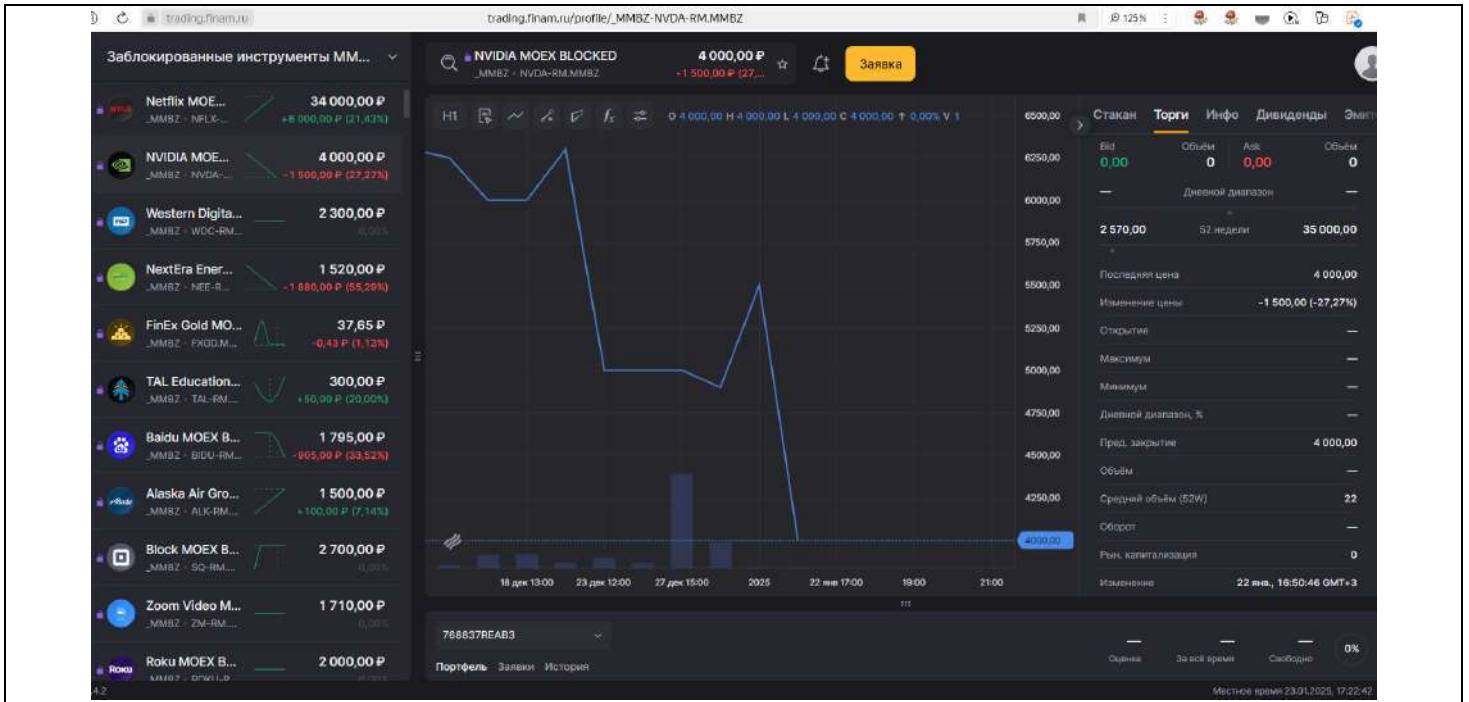 trading.finam.ru
trading.finam.ru/profile/_MMBZ-NVDA-RM.MMBZ
125%
Заблокированные инструменты ММ...
NVIDIA MOEX BLOCKED
_MMBZ · NVDA-RM.MMBZ
4 000,00 ₽
-1 500,00 ₽ (27,...
Заявка
Netflix MOE...
34 000,00 ₽
_MMBZ · NFLX-...
+6 000,00 ₽ (21,43%)
NVIDIA MOE...
4 000,00 ₽
_MMBZ · NVDA-...
-1 500,00 ₽ (27,27%)
Western Digita...
2 300,00 ₽
_MMBZ · WDC-RM...
0,00%
NextEra Ener...
1 520,00 ₽
_MMBZ · NEE-R...
-1 880,00 ₽ (55,29%)
FinEx Gold MO...
37,65 ₽
_MMBZ · FXGD.M...
-0,43 ₽ (1,13%)
TAL Education...
300,00 ₽
_MMBZ · TAL-RM....
+50,00 ₽ (20,00%)
Baidu MOEX B...
1 795,00 ₽
_MMBZ · BIDU-RM...
-905,00 ₽ (33,52%)
Alaska Air Gro...
1 500,00 ₽
_MMBZ · ALK-RM....
+100,00 ₽ (7,14%)
Block MOEX B...
2 700,00 ₽
_MMBZ · SQ-RM....
0,00%
Zoom Video M...
1 710,00 ₽
_MMBZ · ZM-RM....
0,00%
Roku MOEX B...
2 000,00 ₽
4.2
H1
O 4 000,00 H 4 000,00 L 4 000,00 C 4 000,00 ↑ 0,00% V 1
6500,00
6250,00
6000,00
5750,00
5500,00
5250,00
5000,00
4750,00
4500,00
4250,00
4000,00
18 дек 13:00 23 дек 12:00 27 дек 15:00 2025 22 янв 17:00 19:00 21:00
Стакан Торги Инфо Дивиденды Эмит
Bid Объём Ask Объём
0,00 0 0,00 0
— Дневной диапазон —
2 570,00 52 недели 35 000,00
Последняя цена 4 000,00
Изменение цены -1 500,00 (-27,27%)
Открытие —
Максимум —
Минимум —
Дневной диапазон, % —
Пред. закрытие 4 000,00
Объём —
Средний объём (52W) 22
Оборот —
Рын. капитализация 0
Изменение 22 янв., 16:50:46 GMT+3
768837REAB3
Портфель Заявки История
— — — 0%
Оценка За всё время Свободно
Местное время 23.01.2025, 17:22:42